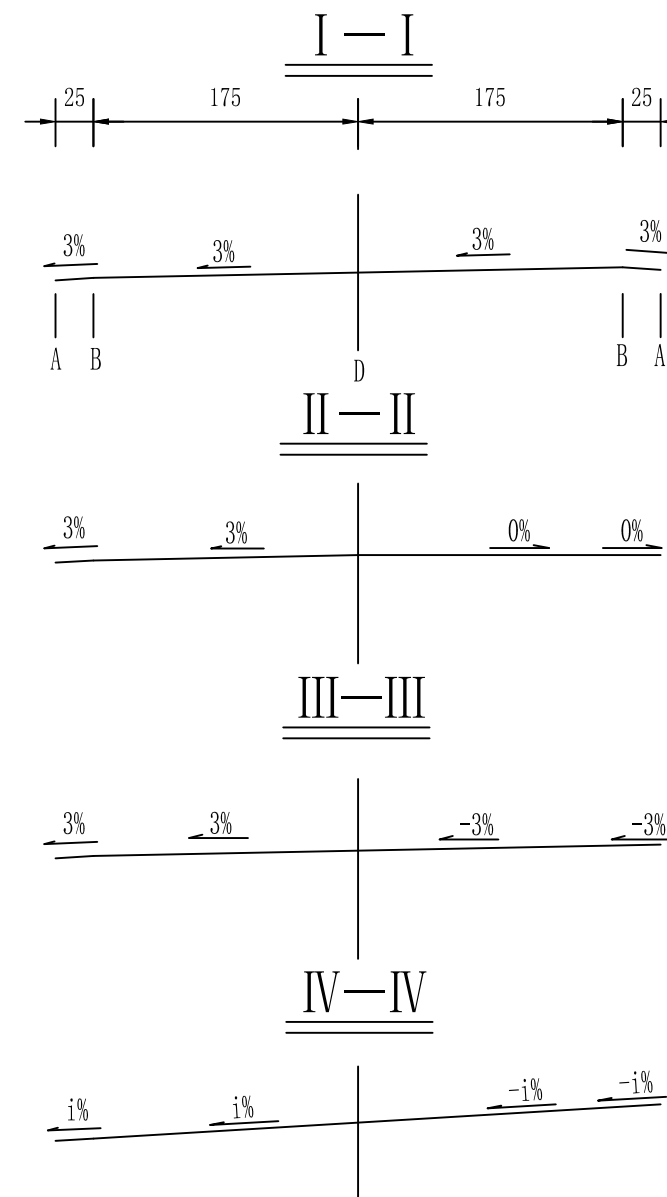 I — I
25 175 175 25
3% 3% 3% 3%
A B D B A
II — II
3% 3% 0% 0%
III—III
3% 3% -3% -3%
IV—IV
i% i% -i% -i%